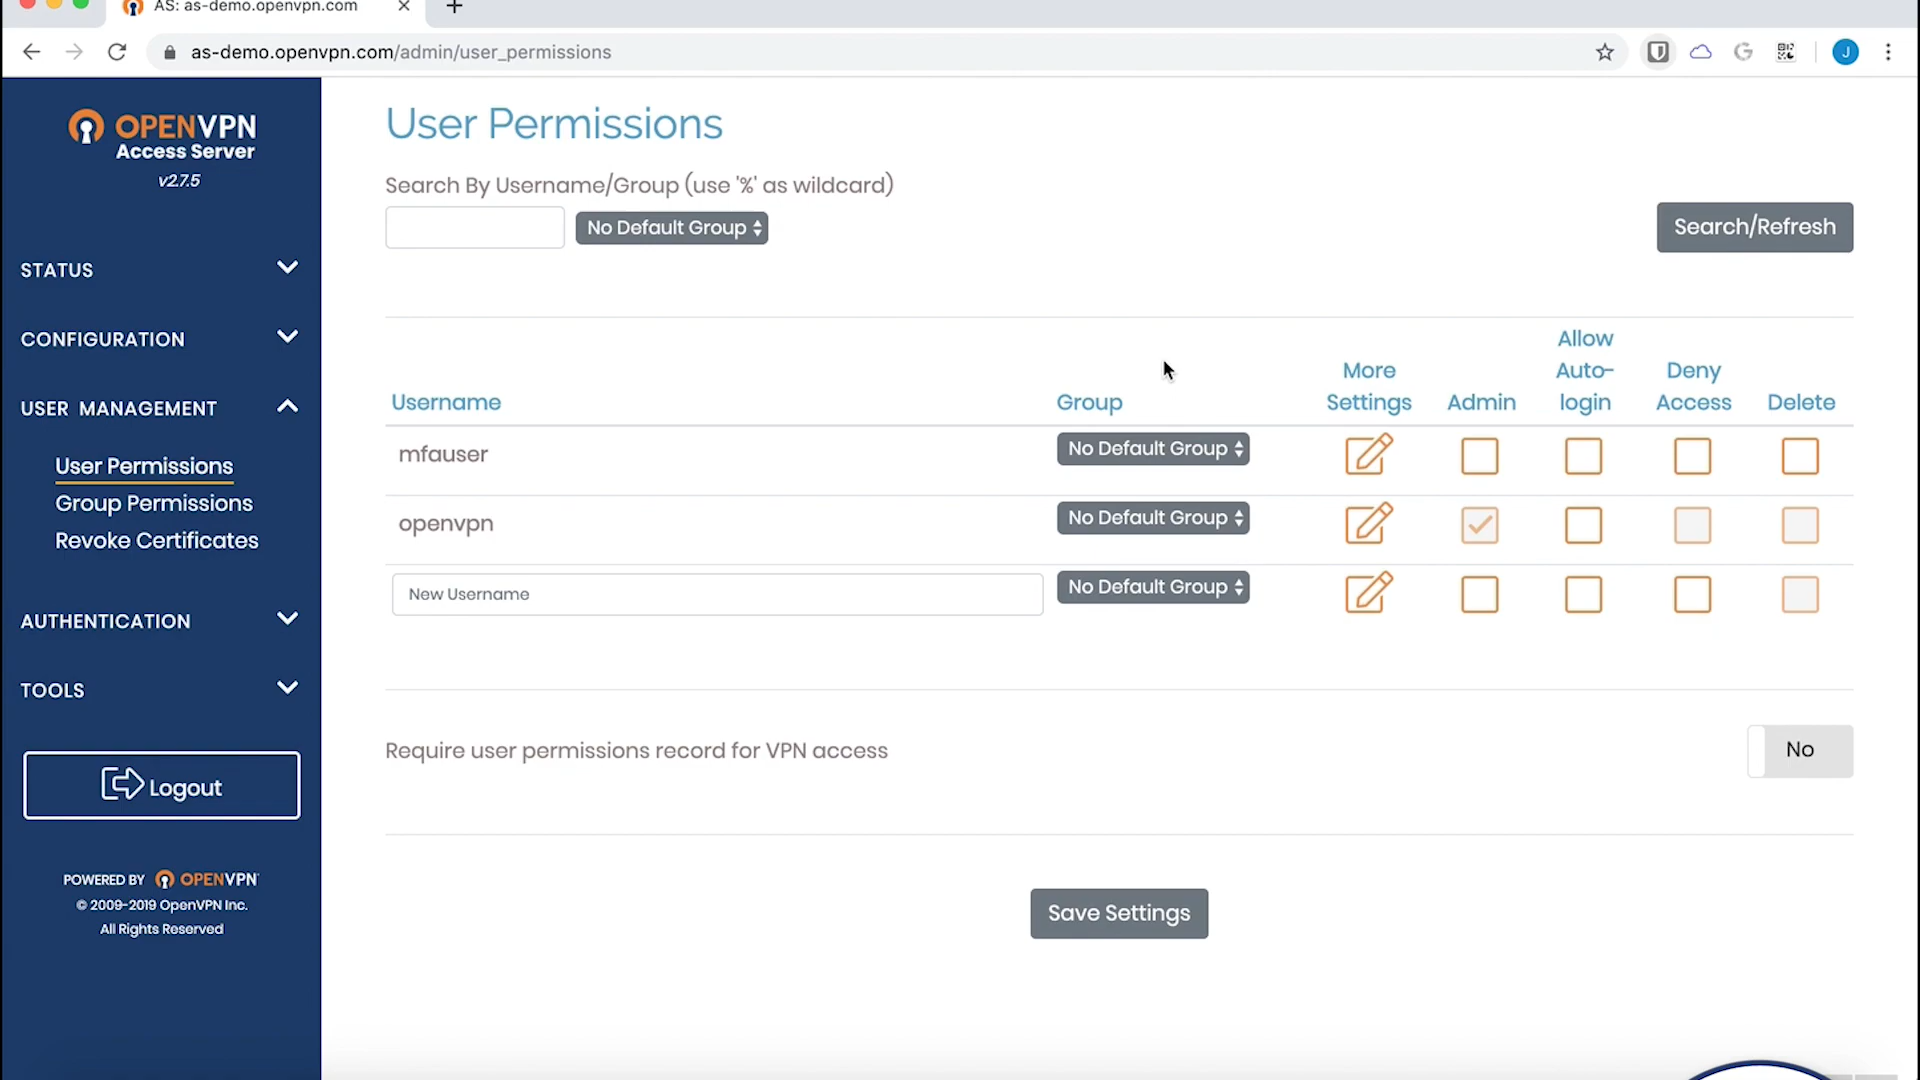 AS: as-demo.openvpn.com
as-demo.openvpn.com/admin/user_permissions
J
OPENVPN
Access Server
v2.7.5
STATUS
CONFIGURATION
USER MANAGEMENT
User Permissions
Group Permissions
Revoke Certificates
AUTHENTICATION
TOOLS
Logout
POWERED BY OPENVPN
© 2009-2019 OpenVPN Inc.
All Rights Reserved
User Permissions
Search By Username/Group (use '%' as wildcard)
No Default Group
Search/Refresh
Username Group More Settings Admin Allow Auto-login Deny Access Delete
mfauser No Default Group
openvpn No Default Group
New Username No Default Group
Require user permissions record for VPN access No
Save Settings